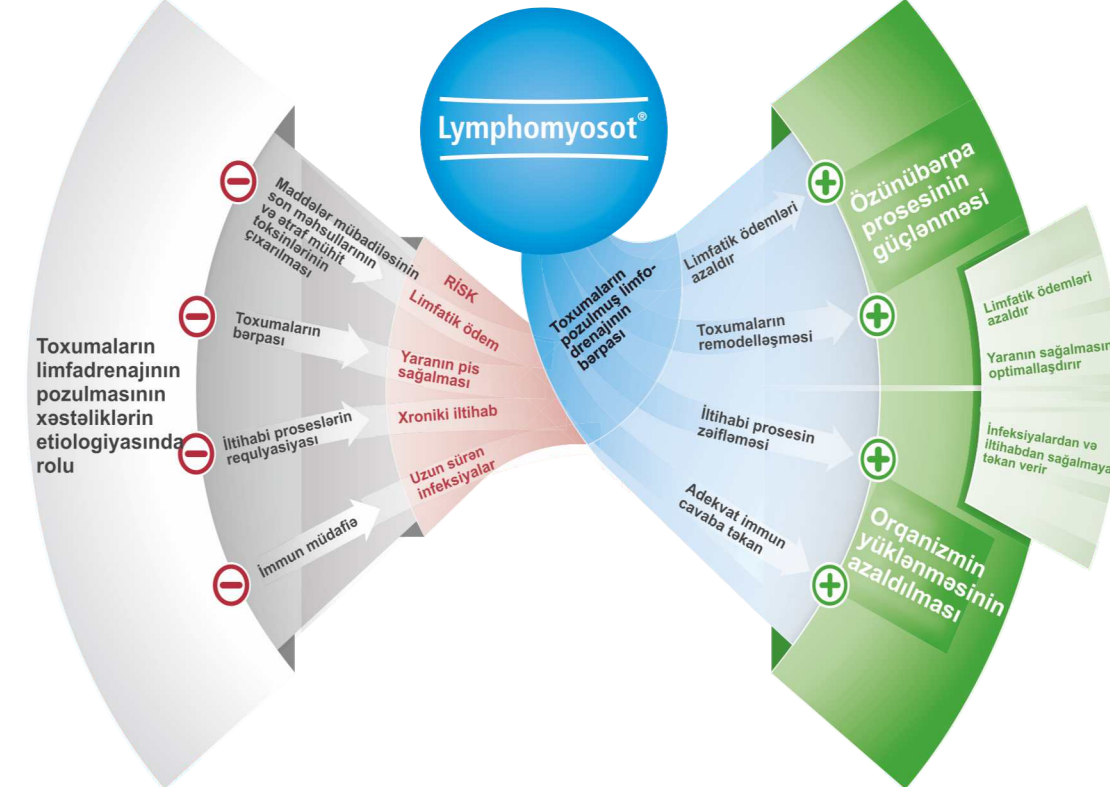 Lymphomyosot®
Toxumaların
limfadrenajının
pozulmasının
xəstəliklərin
etiologiyasında
rolu
Maddələr mübadiləsinin
son məhsullarının
və ətraf mühit
toksinlərinin
çıxarılması
Toxumaların
bərpası
İltihabi proseslərin
requlyasiyası
İmmun müdafiə
RİSK
Limfatik ödem
Yaranın pis
sağalması
Xroniki iltihab
Uzun sürən
infeksiyalar
Toxumaların
pozulmuş limfo-
drenajının
bərpası
Limfatik ödemləri
azaldır
Toxumaların
remodelləşməsi
İltihabi prosesin
zəifləməsi
Adekvat immun
cavaba təkan
Özünübərpa
prosesinin
güclənməsi
Orqanizmin
yüklənməsinin
azaldılması
Limfatik ödemləri
azaldır
Yaranın sağalmasın
optimallaşdırır
İnfeksiyalardan və
iltihabdan sağalmaya
təkan verir